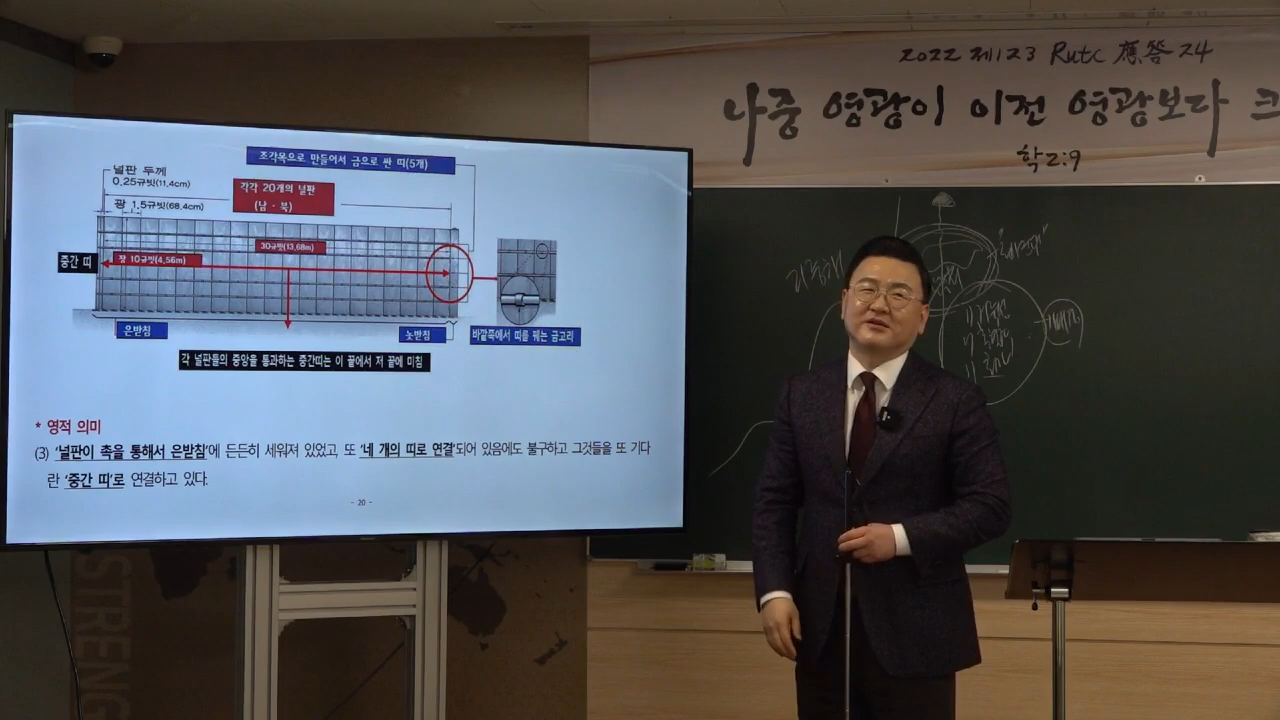 2022 제123 Rutc 應答 24
나중 영광이 이전 영광보다 크
학2:9
조각목으로 만들어서 금으로 싼 띠(5개)
널판 두께
0.25규빗(11.4cm)
각각 20개의 널판
(남 · 북)
광 1.5규빗(68.4cm)
30규빗(13.68m)
중간 띠
장 10규빗(4.56m)
은받침
놋받침
바깥쪽에서 띠를 꿰는 금고리
각 널판들의 중앙을 통과하는 중간띠는 이 끝에서 저 끝에 미침
* 영적 의미
(3) '널판이 촉을 통해서 은받침'에 든든히 세워져 있었고, 또 '네 개의 띠로 연결'되어 있음에도 불구하고 그것들을 또 기다
란 '중간 띠'로 연결하고 있다.
- 20 -
STRENG